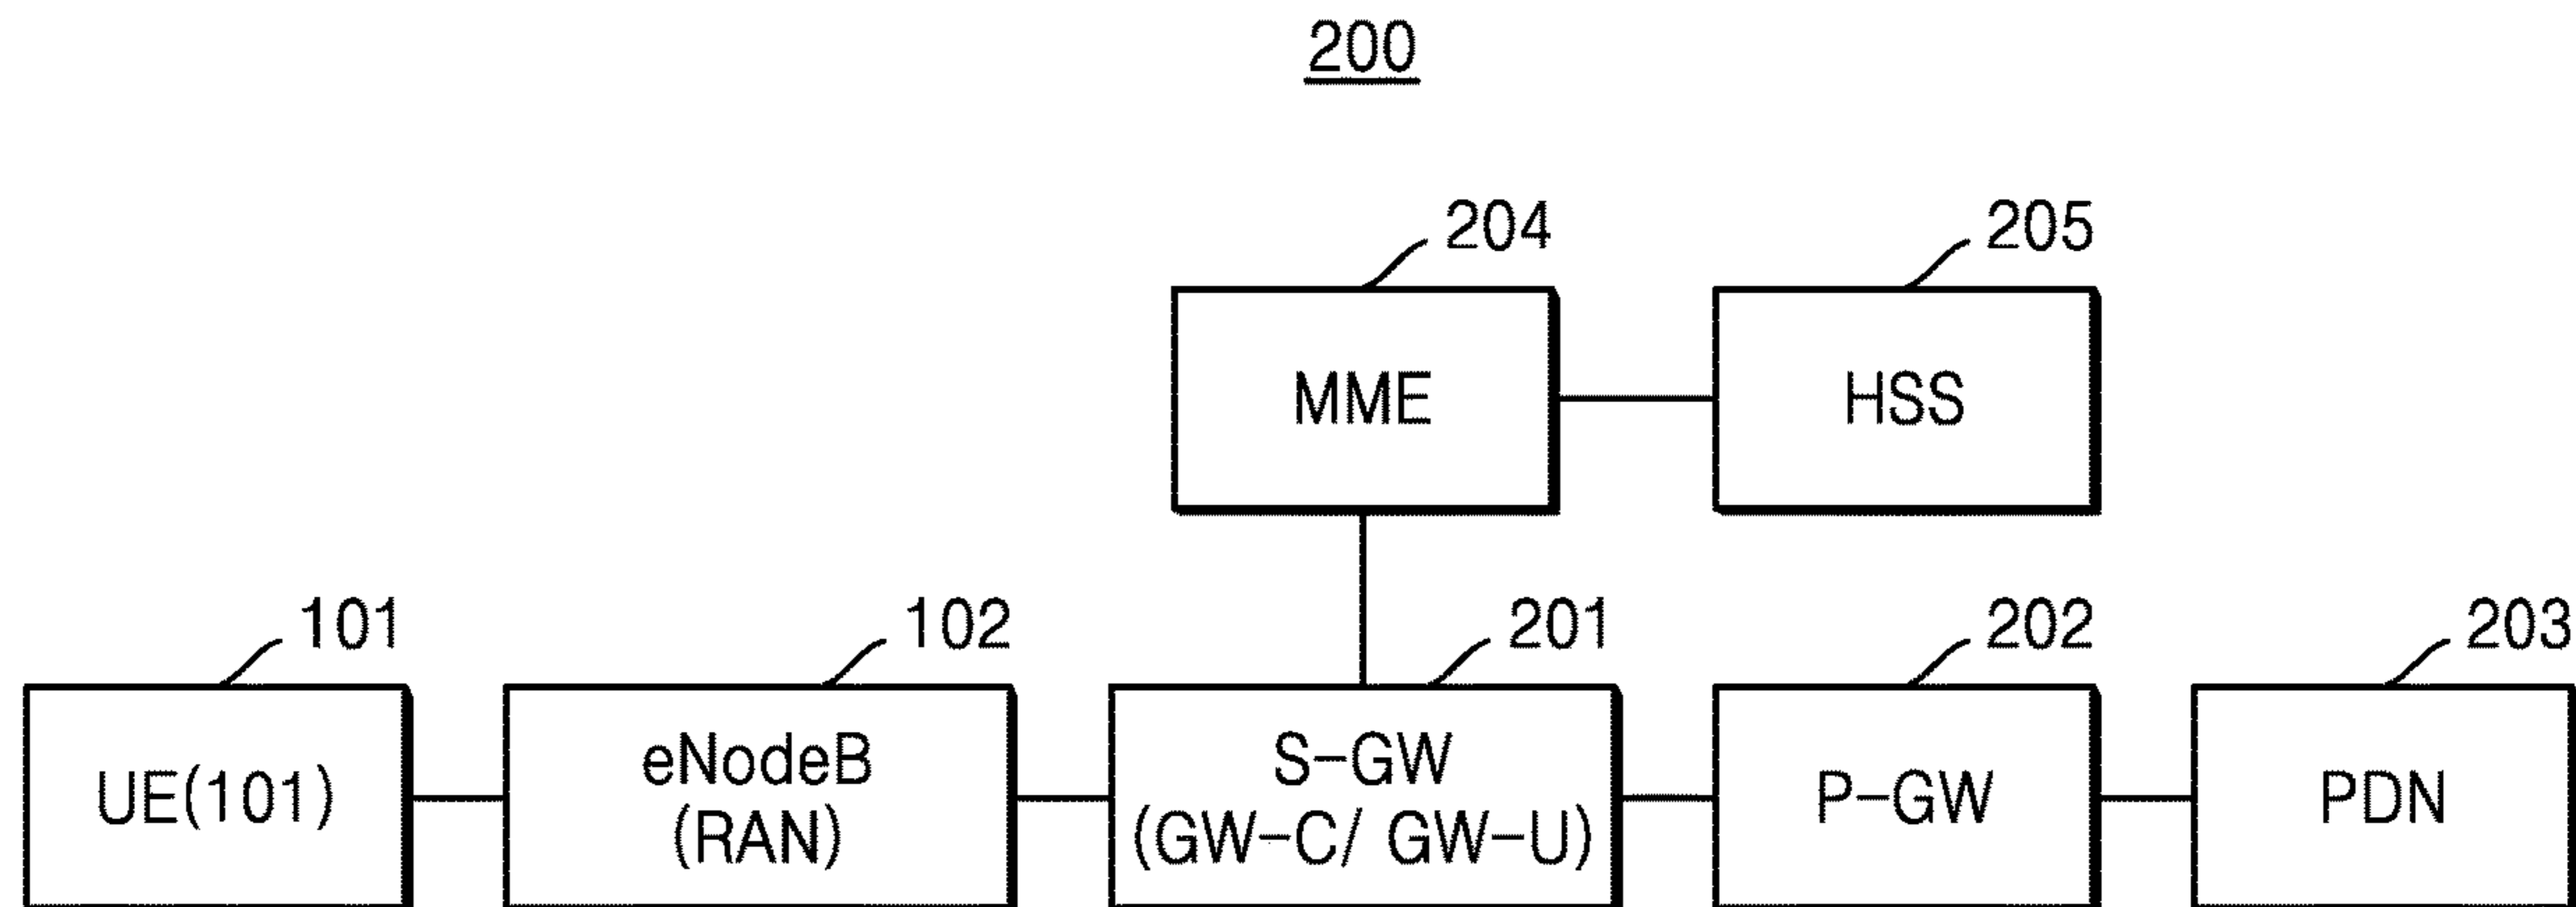 200
204
205
MME
HSS
101
102
201
202
203
UE(101)
eNodeB
(RAN)
S-GW
(GW-C/ GW-U)
P-GW
PDN